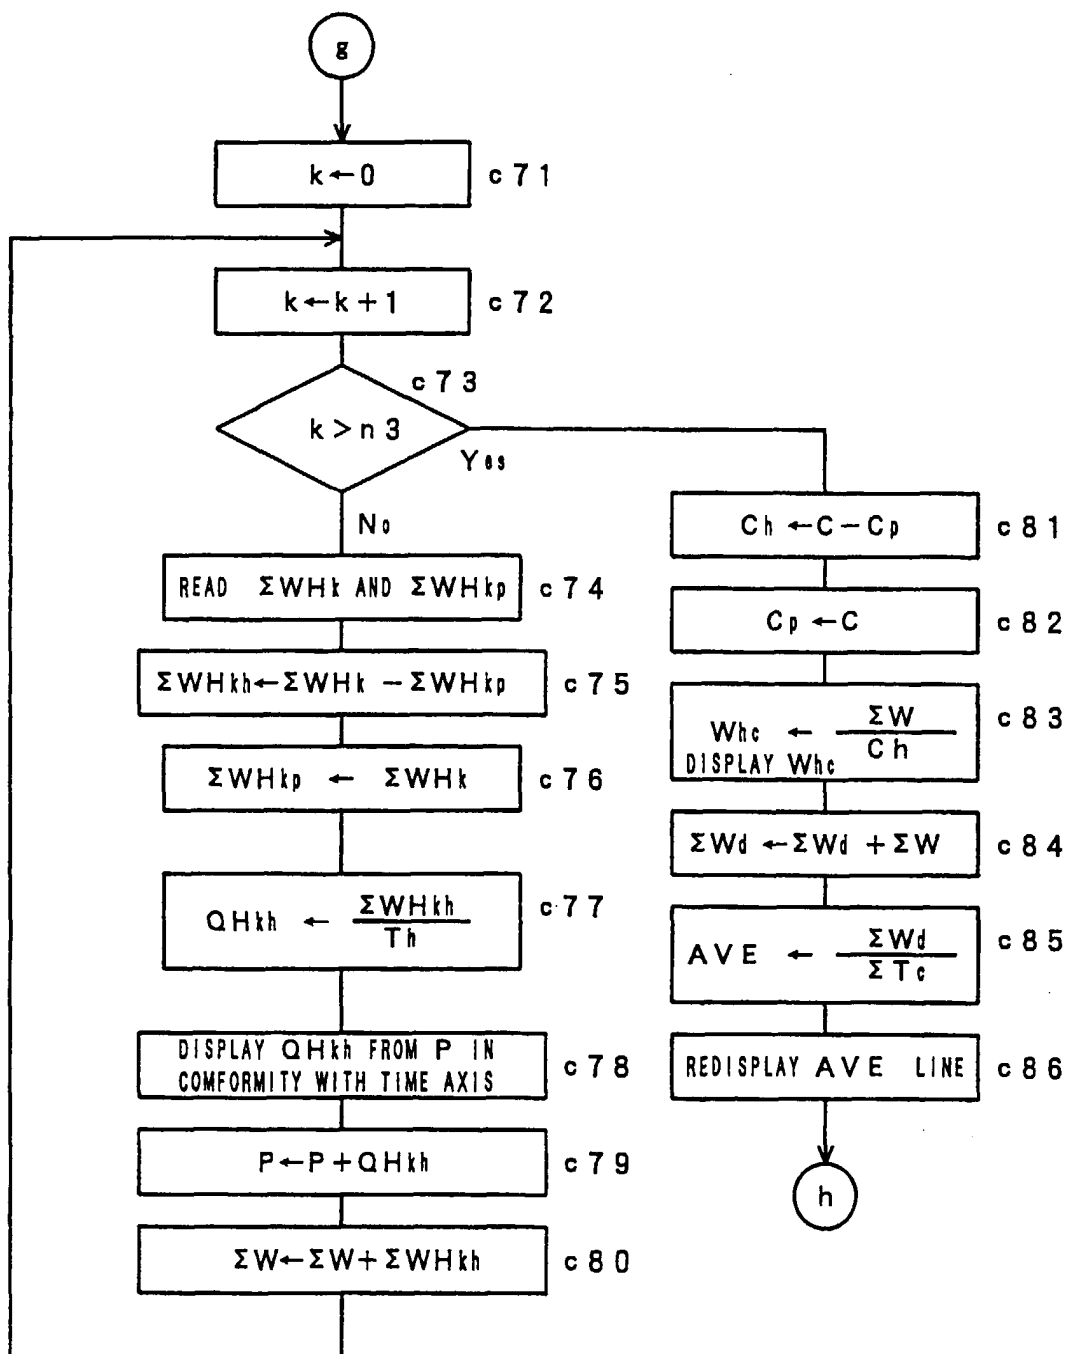 g
k←0 c71
k←k+1 c72
c73
k>n3
Yes
No
READ ΣWHk AND ΣWHkp c74
ΣWHkh←ΣWHk −ΣWHkp c75
ΣWHkp ← ΣWHk c76
QHkh ← ΣWHkh c77
Th
DISPLAY QHkh FROM P IN
COMFORMITY WITH TIME AXIS c78
P←P+QHkh c79
ΣW←ΣW+ΣWHkh c80
Ch ←C−Cp c81
Cp ←C c82
Whc ← ΣW c83
Ch
DISPLAY Whc
ΣWd ←ΣWd +ΣW c84
AVE ← ΣWd c85
ΣTc
REDISPLAY AVE LINE c86
h